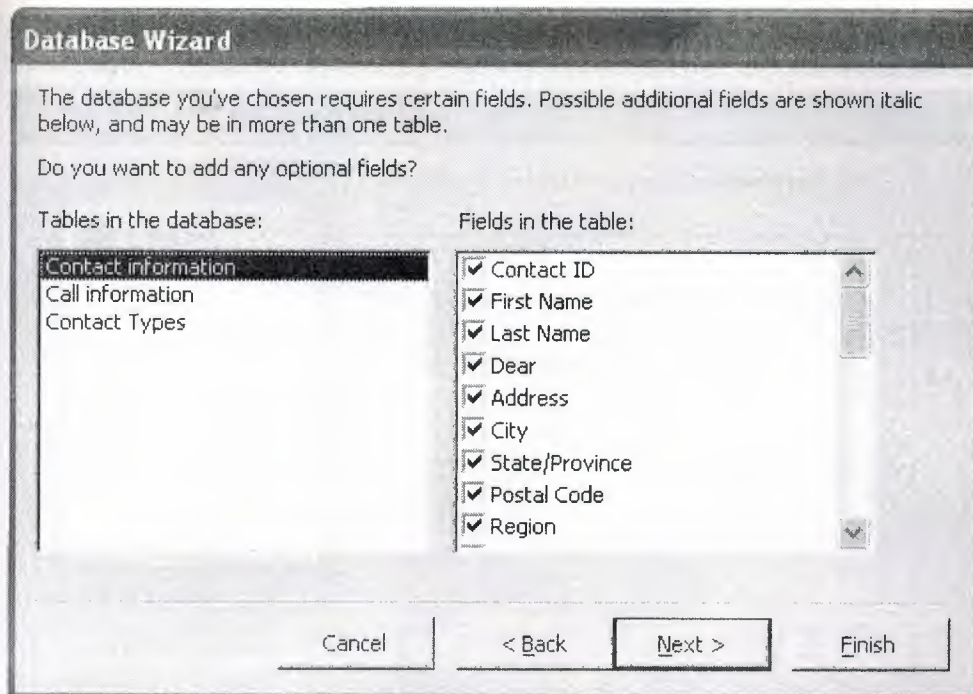 Database Wizard
The database you've chosen requires certain fields. Possible additional fields are shown italic
below, and may be in more than one table.
Do you want to add any optional fields?
Tables in the database:
Contact information
Call information
Contact Types
Fields in the table:
Contact ID
First Name
Last Name
Dear
Address
City
State/Province
Postal Code
Region
Cancel
< Back
Next >
Finish